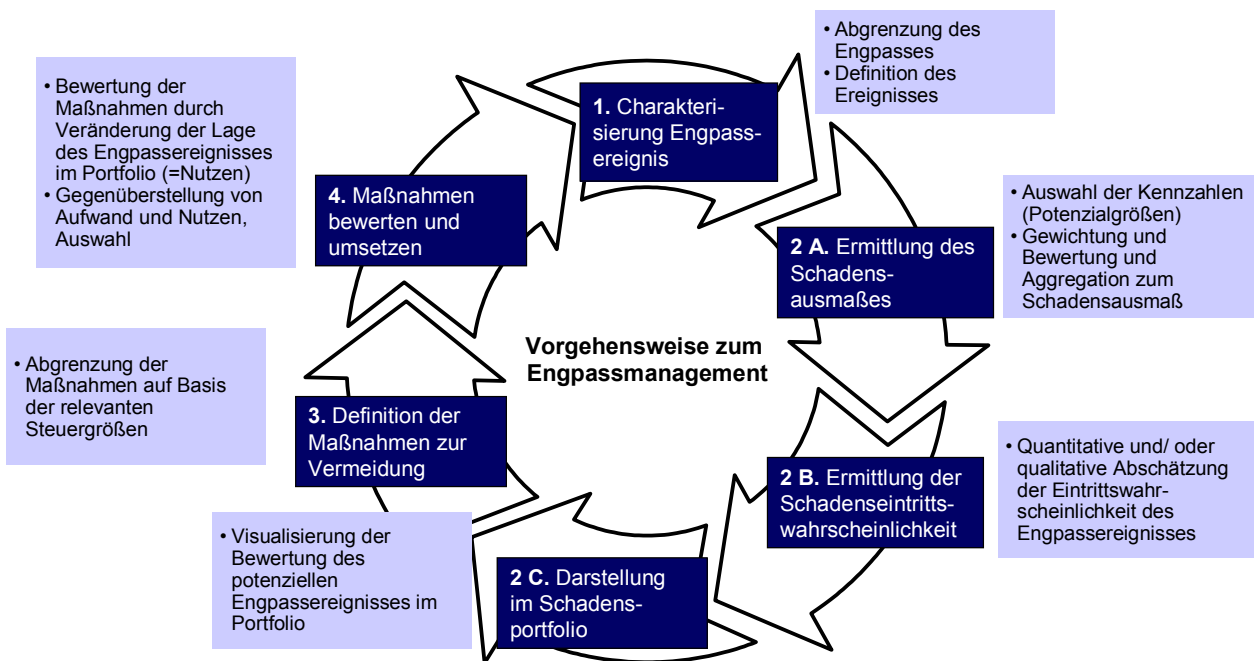 1. Charakteri-
sierung Engpass-
ereignis
• Abgrenzung des
Engpasses
• Definition des
Ereignisses
2 A. Ermittlung des
Schadens-
ausmaßes
• Auswahl der Kennzahlen
(Potenzialgrößen)
• Gewichtung und
Bewertung und
Aggregation zum
Schadensausmaß
2 B. Ermittlung der
Schadenseintritts-
wahrscheinlichkeit
• Quantitative und/ oder
qualitative Abschätzung
der Eintrittswahr-
scheinlichkeit des
Engpassereignisses
2 C. Darstellung
im Schadens-
portfolio
• Visualisierung der
Bewertung des
potenziellen
Engpassereignisses im
Portfolio
3. Definition der
Maßnahmen zur
Vermeidung
• Abgrenzung der
Maßnahmen auf Basis
der relevanten
Steuergrößen
4. Maßnahmen
bewerten und
umsetzen
• Bewertung der
Maßnahmen durch
Veränderung der Lage
des Engpassereignisses
im Portfolio (=Nutzen)
• Gegenüberstellung von
Aufwand und Nutzen,
Auswahl
Vorgehensweise zum
Engpassmanagement